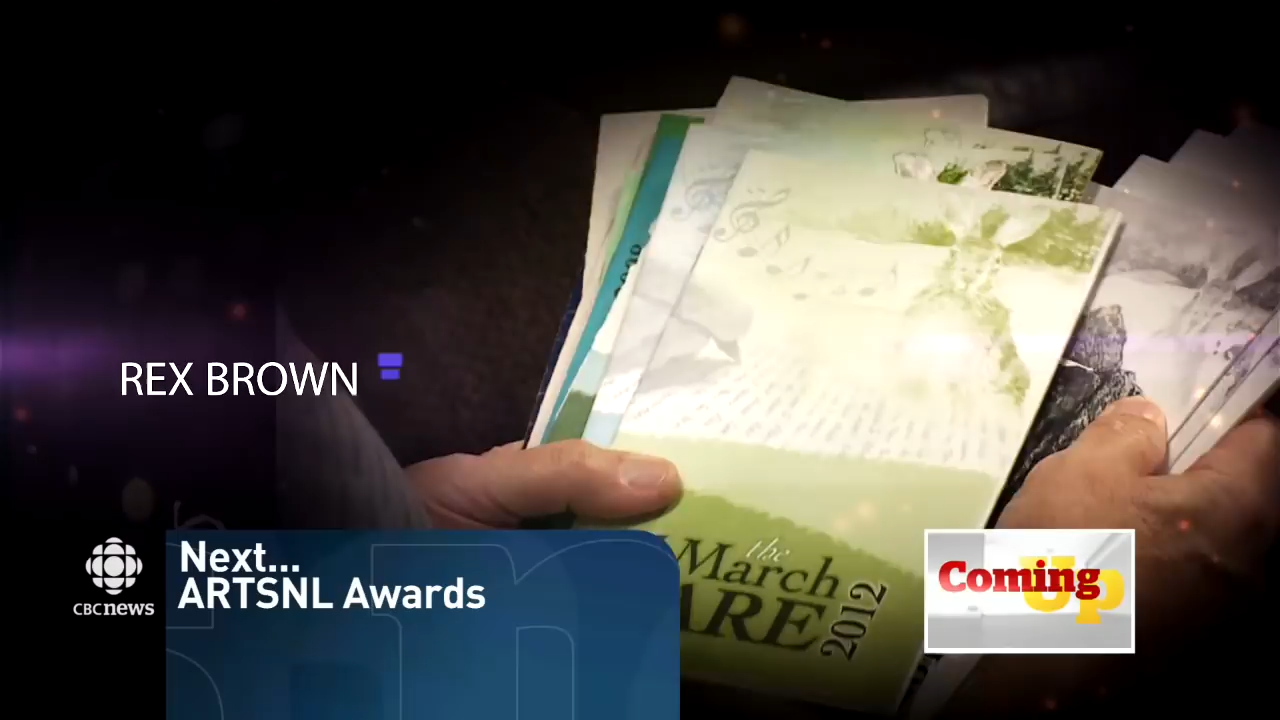 REX BROWN
Next...
ARTSNL Awards
CBCnews
Coming
Up
the
March
ARE
2012